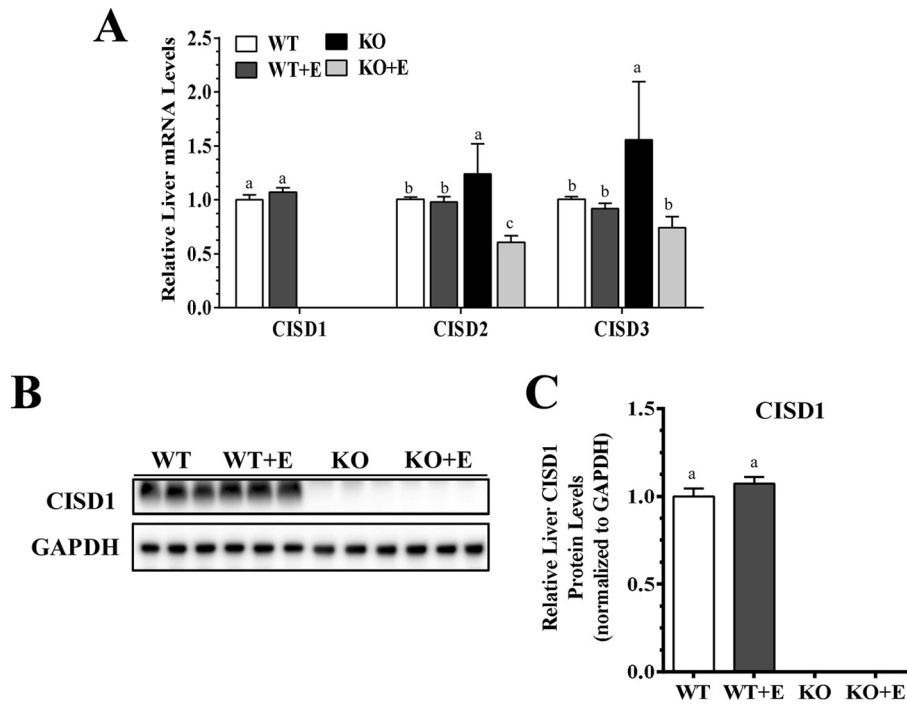 A
Relative Liver mRNA Levels
2.5
2.0
1.5
1.0
0.5
0.0
WT
KO
WT+E
KO+E
a
a
b
b
a
c
b
b
a
b
CISD1
CISD2
CISD3
B
WT WT+E KO KO+E
CISD1
GAPDH
C
CISD1
Relative Liver CISD1
Protein Levels
(normalized to GAPDH)
1.5
1.0
0.5
0.0
a
a
WT WT+E KO KO+E